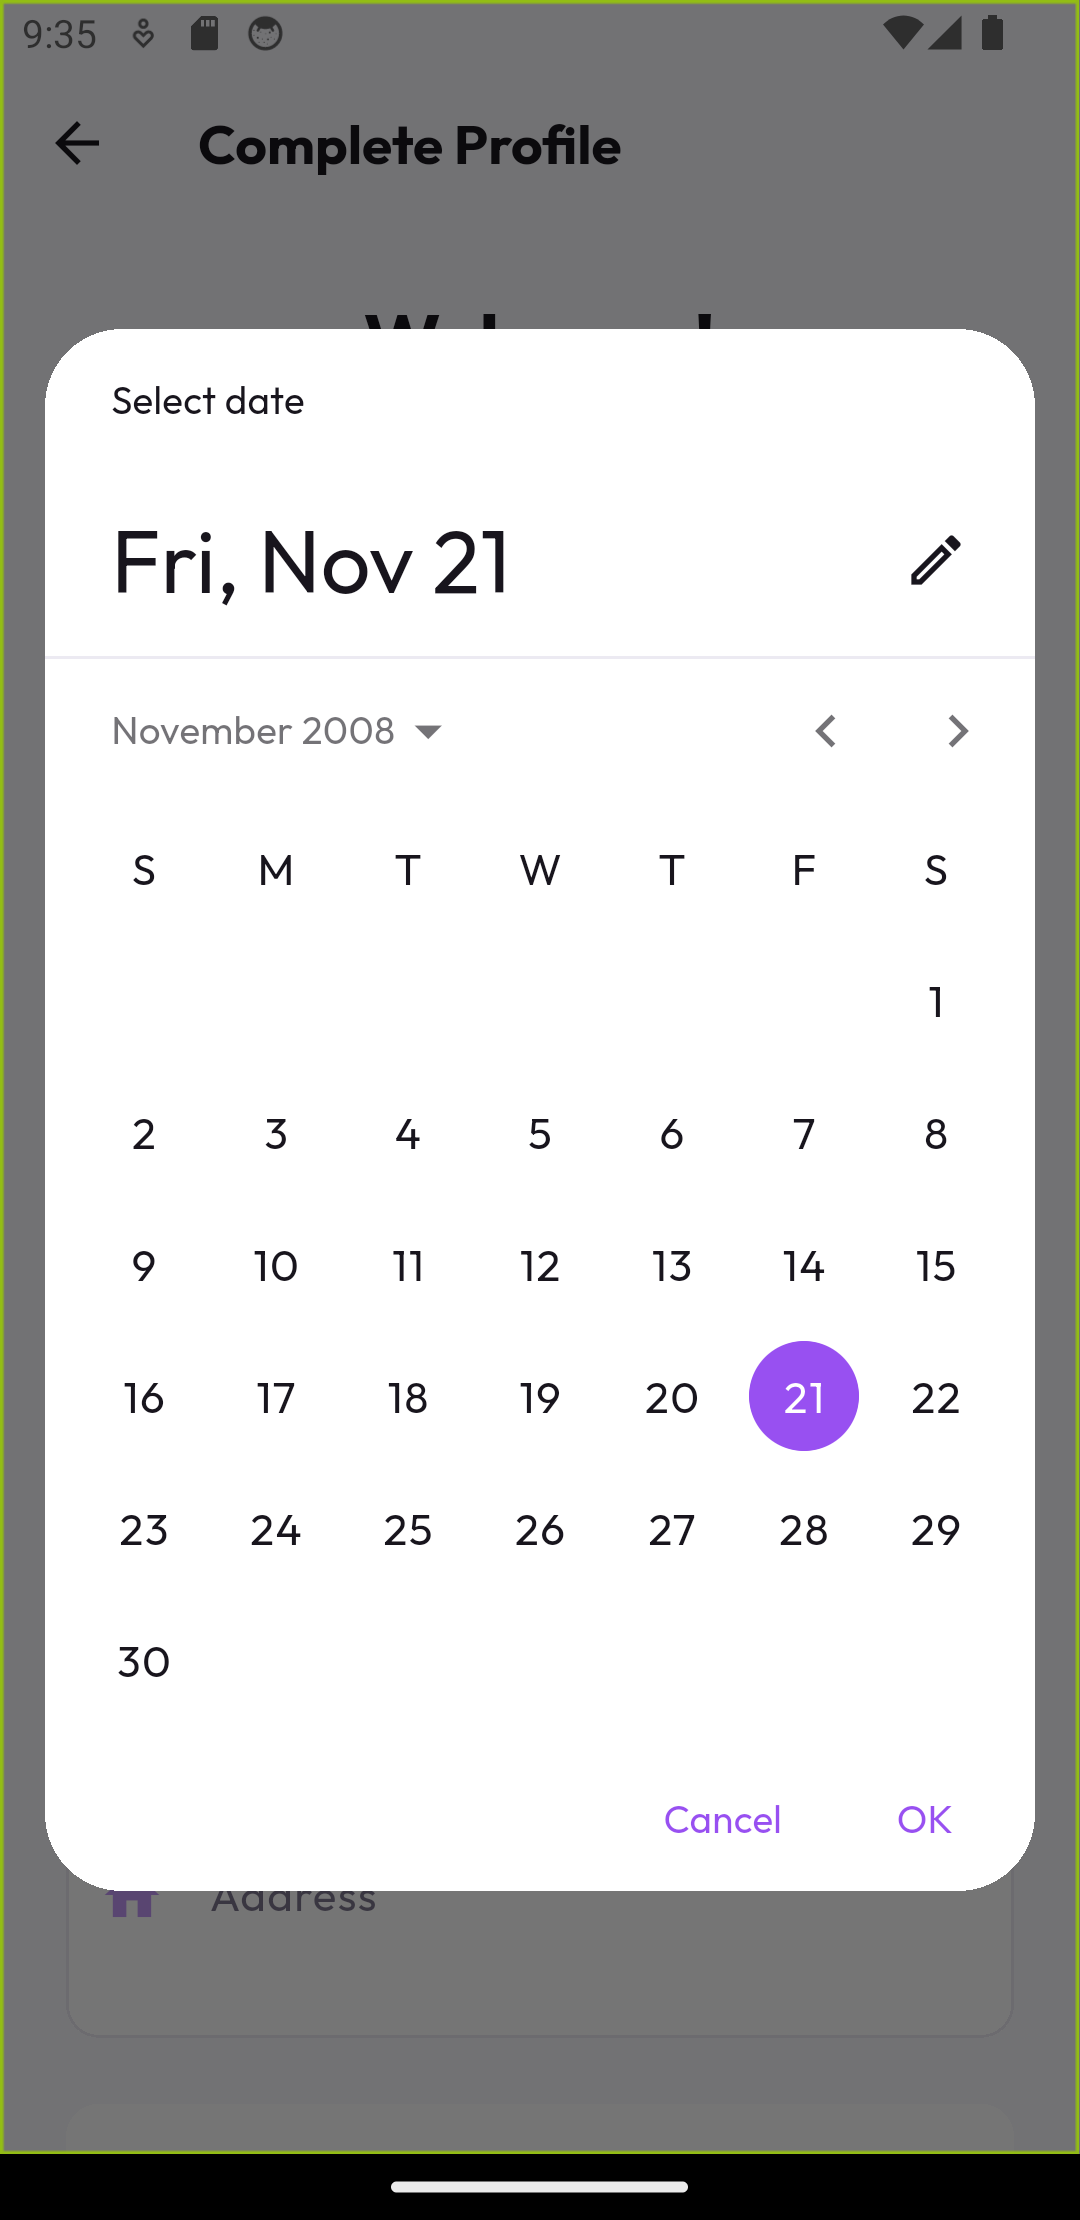 9:35
Complete Profile
Select date
Fri, Nov 21
November 2008
S M T W T F S
1
2 3 4 5 6 7 8
9 10 11 12 13 14 15
16 17 18 19 20 21 22
23 24 25 26 27 28 29
30
Cancel OK
Address